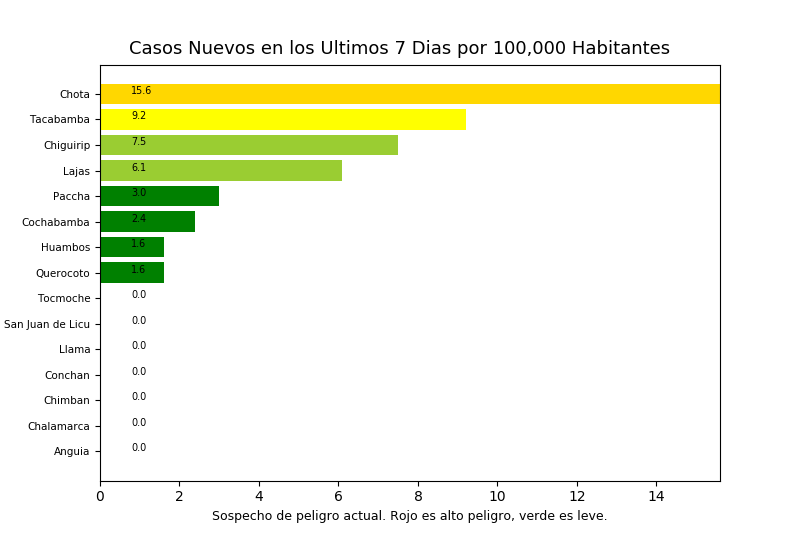 Casos Nuevos en los Ultimos 7 Dias por 100,000 Habitantes
Chota 15.6
Tacabamba 9.2
Chiguirip 7.5
Lajas 6.1
Paccha 3.0
Cochabamba 2.4
Huambos 1.6
Querocoto 1.6
Tocmoche 0.0
San Juan de Licu 0.0
Llama 0.0
Conchan 0.0
Chimban 0.0
Chalamarca 0.0
Anguia 0.0
0 2 4 6 8 10 12 14
Sospecho de peligro actual. Rojo es alto peligro, verde es leve.